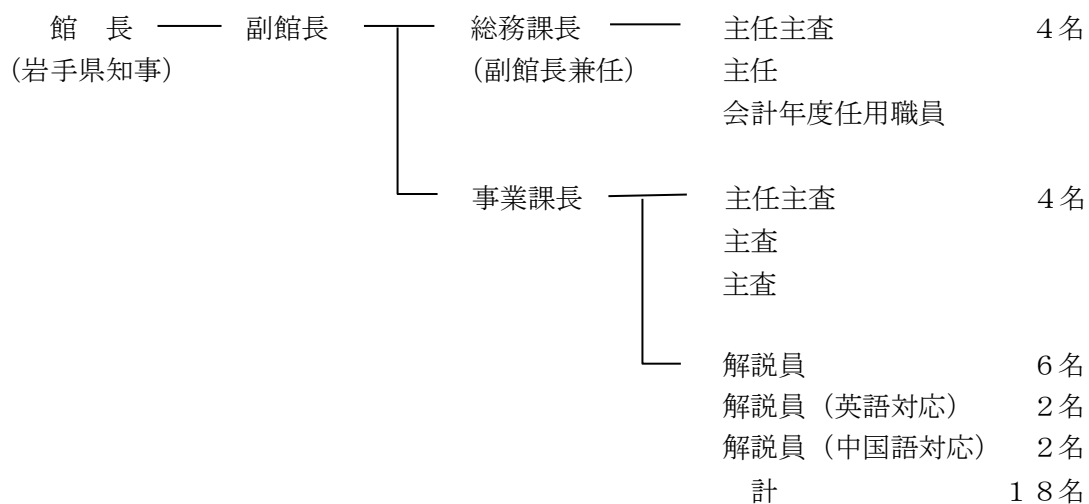 館　長 副館長 総務課長 主任主査 ４名
（岩手県知事） （副館長兼任） 主任
会計年度任用職員
事業課長 主任主査 ４名
主査
主査
解説員 ６名
解説員（英語対応） ２名
解説員（中国語対応） ２名
計 １８名